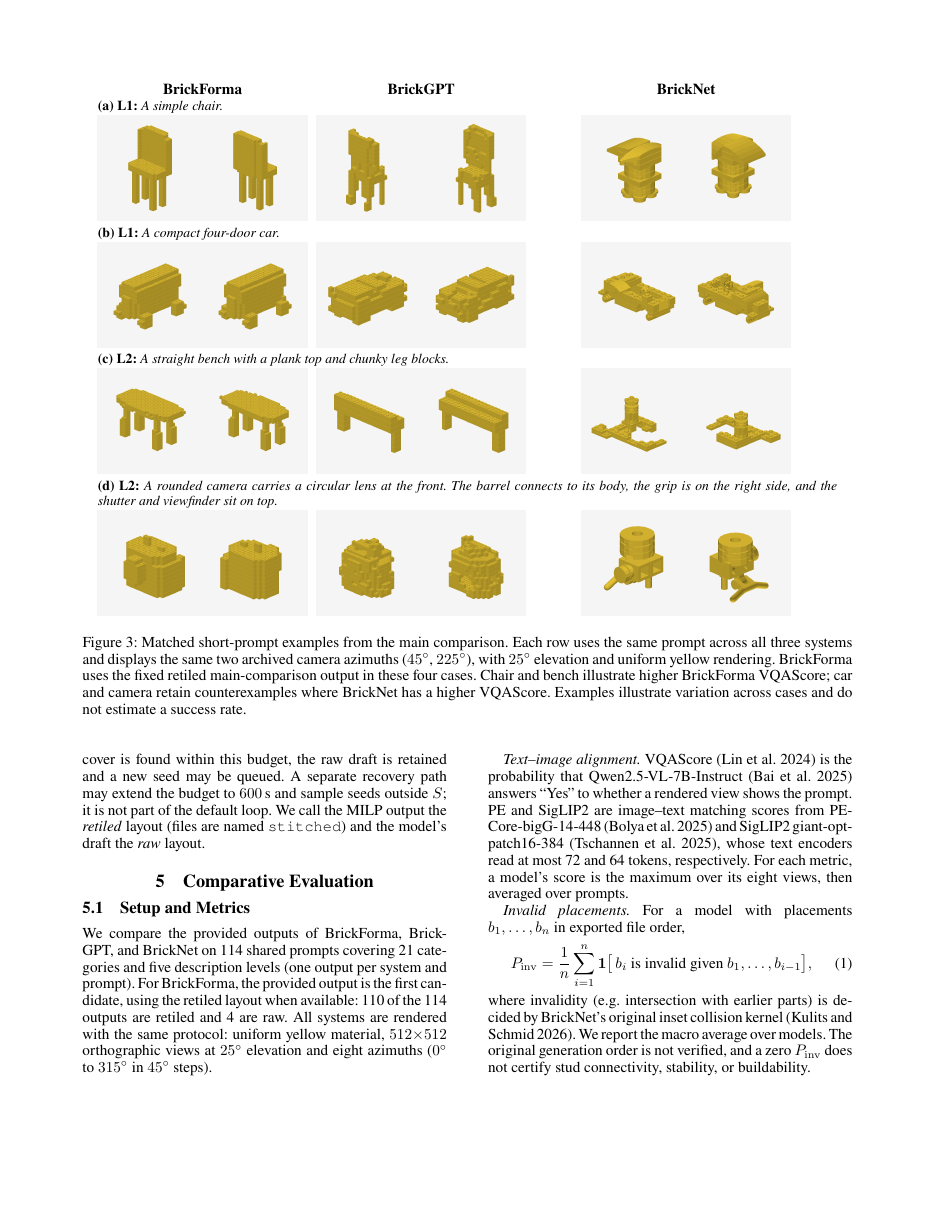 BrickForma BrickGPT BrickNet
(a) L1: A simple chair.
(b) L1: A compact four-door car.
(c) L2: A straight bench with a plank top and chunky leg blocks.
(d) L2: A rounded camera carries a circular lens at the front. The barrel connects to its body, the grip is on the right side, and the
shutter and viewfinder sit on top.
Figure 3: Matched short-prompt examples from the main comparison. Each row uses the same prompt across all three systems
and displays the same two archived camera azimuths (45°, 225°), with 25° elevation and uniform yellow rendering. BrickForma
uses the fixed retiled main-comparison output in these four cases. Chair and bench illustrate higher BrickForma VQAScore; car
and camera retain counterexamples where BrickNet has a higher VQAScore. Examples illustrate variation across cases and do
not estimate a success rate.
cover is found within this budget, the raw draft is retained
and a new seed may be queued. A separate recovery path
may extend the budget to 600 s and sample seeds outside S;
it is not part of the default loop. We call the MILP output the
retiled layout (files are named stitched) and the model's
draft the raw layout.
5 Comparative Evaluation
5.1 Setup and Metrics
We compare the provided outputs of BrickForma, Brick-
GPT, and BrickNet on 114 shared prompts covering 21 cate-
gories and five description levels (one output per system and
prompt). For BrickForma, the provided output is the first can-
didate, using the retiled layout when available: 110 of the 114
outputs are retiled and 4 are raw. All systems are rendered
with the same protocol: uniform yellow material, 512×512
orthographic views at 25° elevation and eight azimuths (0°
to 315° in 45° steps).
Text–image alignment. VQAScore (Lin et al. 2024) is the
probability that Qwen2.5-VL-7B-Instruct (Bai et al. 2025)
answers “Yes” to whether a rendered view shows the prompt.
PE and SigLIP2 are image–text matching scores from PE-
Core-bigG-14-448 (Bolya et al. 2025) and SigLIP2 giant-opt-
patch16-384 (Tschannen et al. 2025), whose text encoders
read at most 72 and 64 tokens, respectively. For each metric,
a model's score is the maximum over its eight views, then
averaged over prompts.
Invalid placements. For a model with placements
b1, . . . , bn in exported file order,
Pinv = 1/n ∑_{i=1}^{n} 1[ bi is invalid given b1, . . . , bi−1 ], (1)
where invalidity (e.g. intersection with earlier parts) is de-
cided by BrickNet's original inset collision kernel (Kulits and
Schmid 2026). We report the macro average over models. The
original generation order is not verified, and a zero Pinv does
not certify stud connectivity, stability, or buildability.